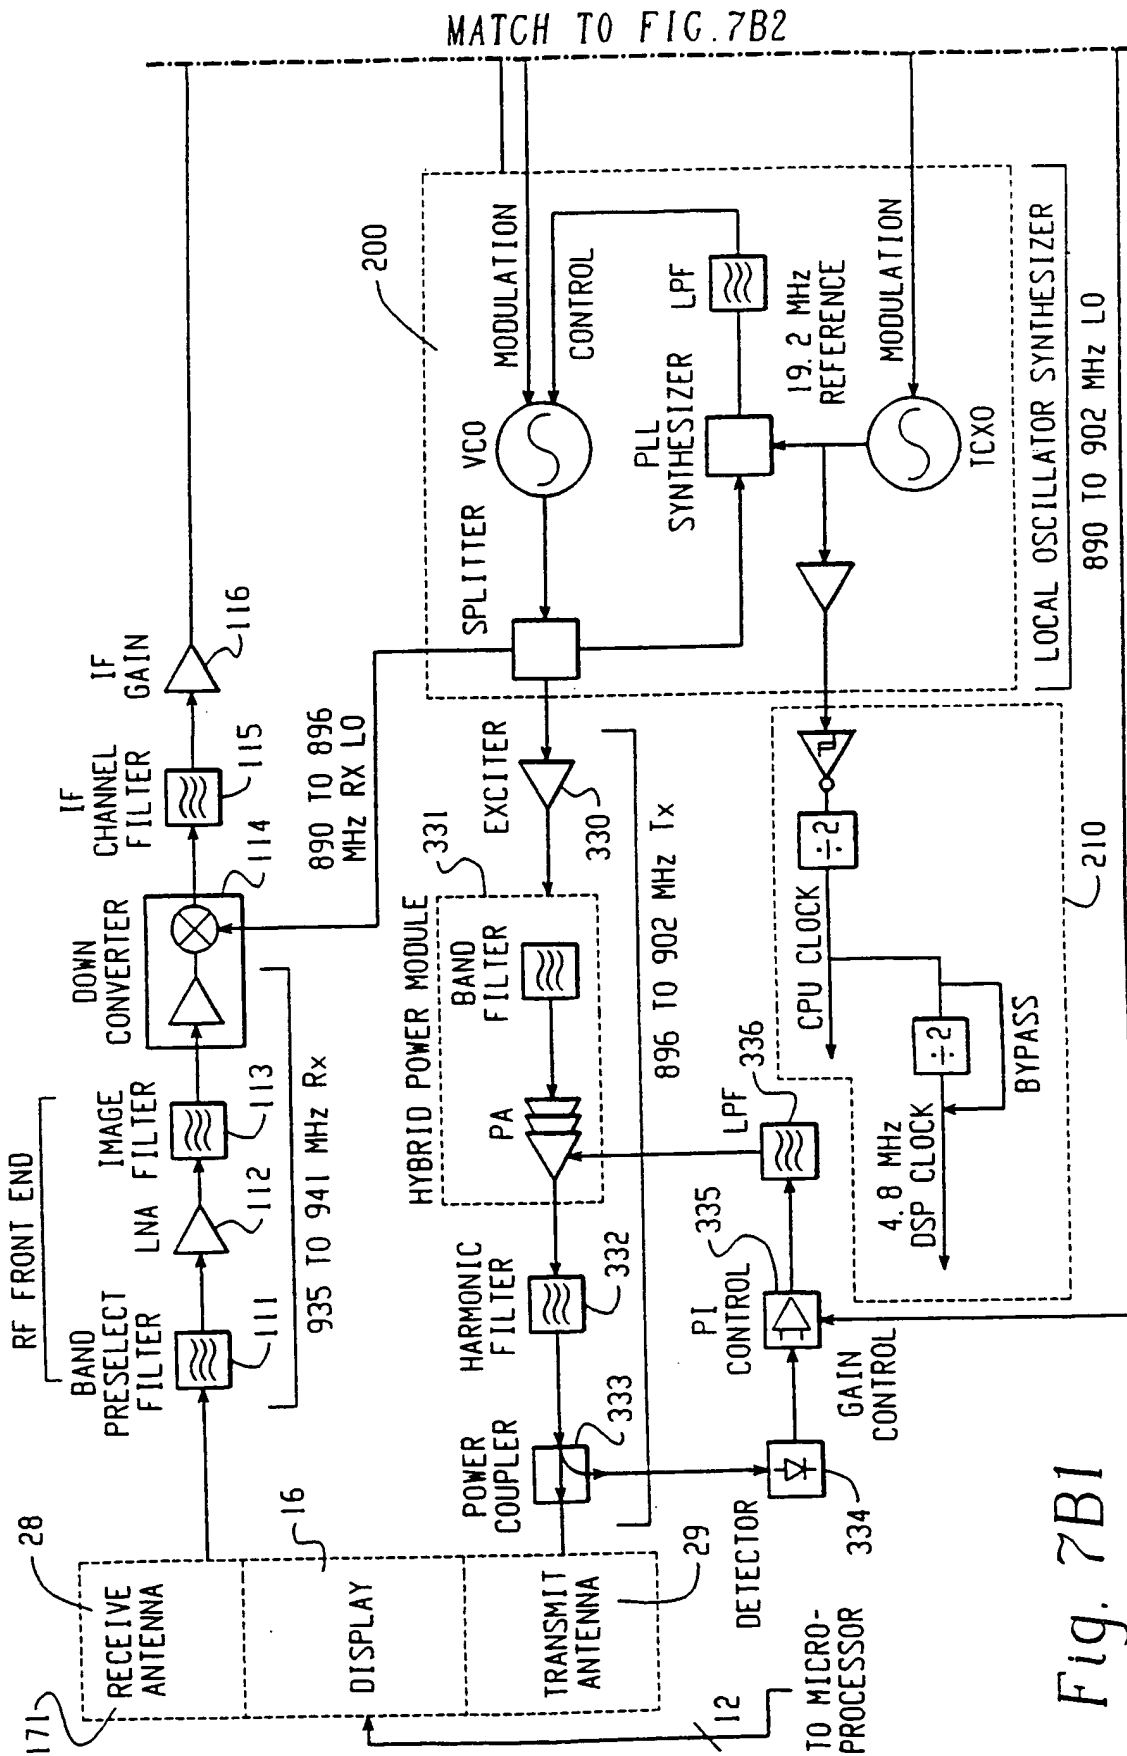 MATCH TO FIG.7B2
RF FRONT END
171
28
RECEIVE
ANTENNA
16
DISPLAY
TRANSMIT
ANTENNA
29
12
TO MICRO-
PROCESSOR
BAND
PRESELECT
FILTER
111
LNA
112
IMAGE
FILTER
113
935 TO 941 MHz Rx
DOWN
CONVERTER
114
IF
CHANNEL
FILTER
115
IF
GAIN
116
890 TO 896
MHz RX LO
POWER
COUPLER
333
HARMONIC
FILTER
332
HYBRID POWER MODULE
331
PA
BAND
FILTER
EXCITER
330
896 TO 902 MHz Tx
SPLITTER
VCO
200
MODULATION
CONTROL
PLL
SYNTHESIZER
LPF
19.2 MHz
REFERENCE
MODULATION
TCXO
LOCAL OSCILLATOR SYNTHESIZER
890 TO 902 MHz LO
DETECTOR
334
PI
CONTROL
335
GAIN
CONTROL
LPF
336
CPU CLOCK
÷2
÷2
BYPASS
4.8 MHz
DSP CLOCK
210
Fig. 7B1